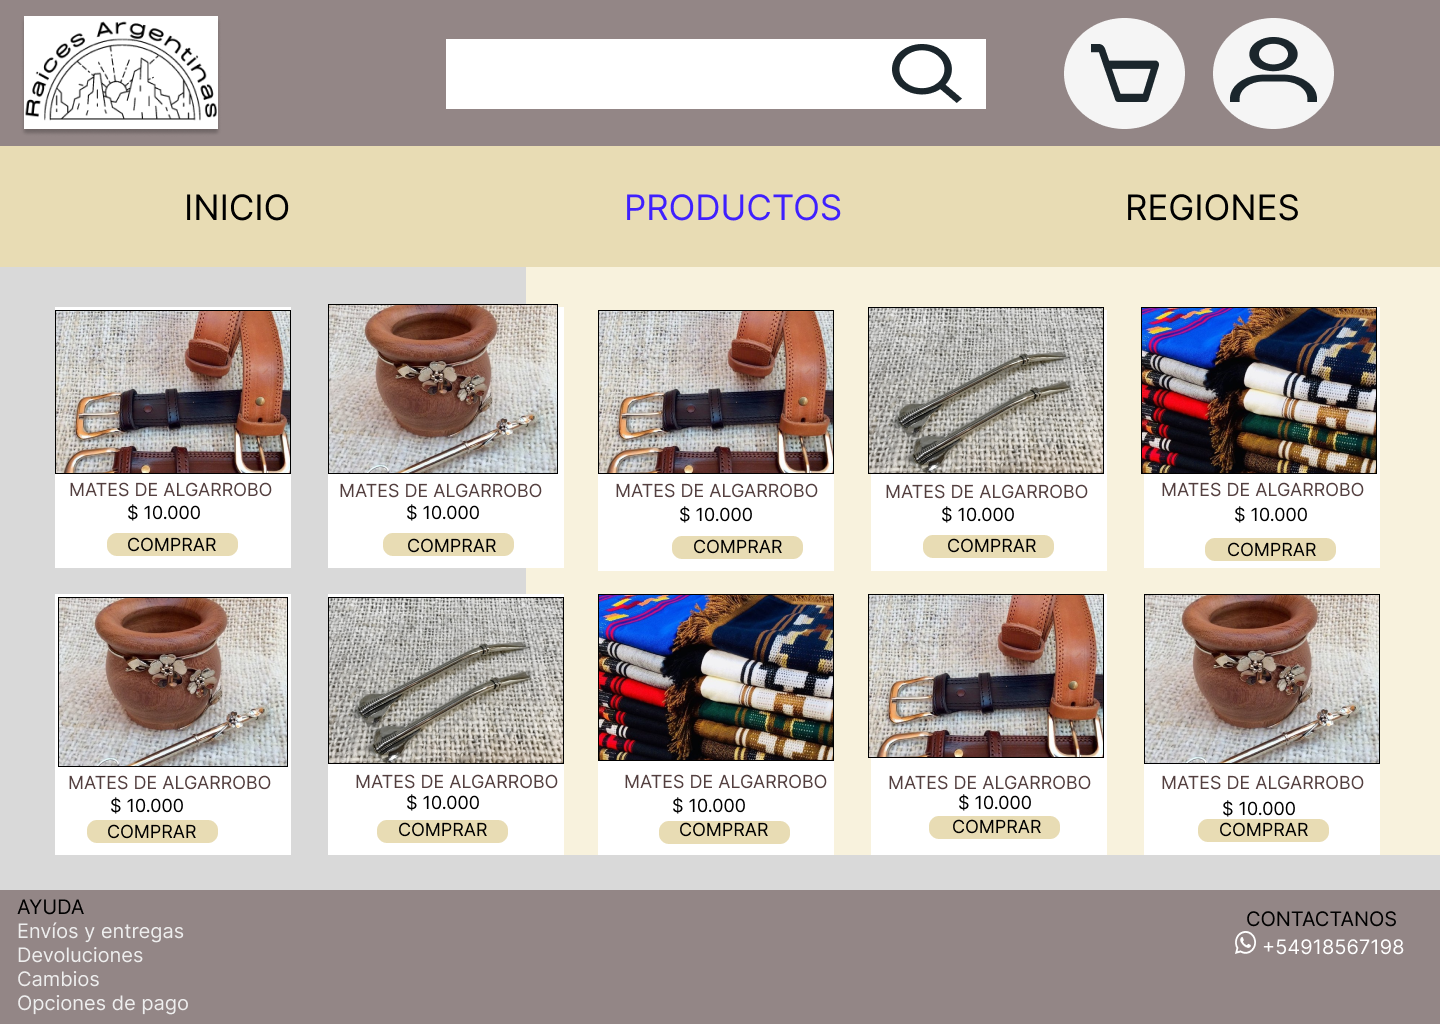 Raices Argentinas
INICIO
PRODUCTOS
REGIONES
MATES DE ALGARROBO
$ 10.000
COMPRAR
MATES DE ALGARROBO
$ 10.000
COMPRAR
MATES DE ALGARROBO
$ 10.000
COMPRAR
MATES DE ALGARROBO
$ 10.000
COMPRAR
MATES DE ALGARROBO
$ 10.000
COMPRAR
MATES DE ALGARROBO
$ 10.000
COMPRAR
MATES DE ALGARROBO
$ 10.000
COMPRAR
MATES DE ALGARROBO
$ 10.000
COMPRAR
MATES DE ALGARROBO
$ 10.000
COMPRAR
MATES DE ALGARROBO
$ 10.000
COMPRAR
AYUDA
Envíos y entregas
Devoluciones
Cambios
Opciones de pago
CONTACTANOS
+54918567198